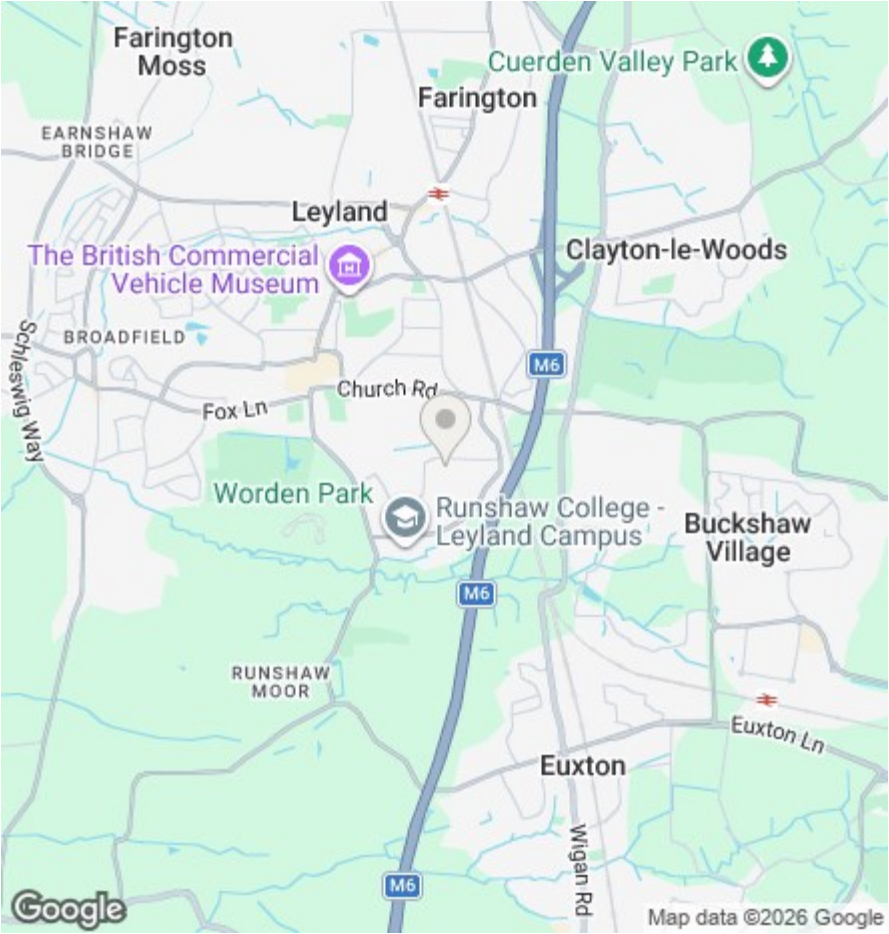 Farington
Moss
Cuerden Valley Park
Farington
EARNSHAW
BRIDGE
Leyland
Clayton-le-Woods
The British Commercial
Vehicle Museum
BROADFIELD
M6
Schleswig Way
Church Rd
Fox Ln
Worden Park
Runshaw College -
Leyland Campus
Buckshaw
Village
M6
RUNSHAW
MOOR
Euxton Ln
Euxton
Wigan Rd
M6
Google
Map data ©2026 Google